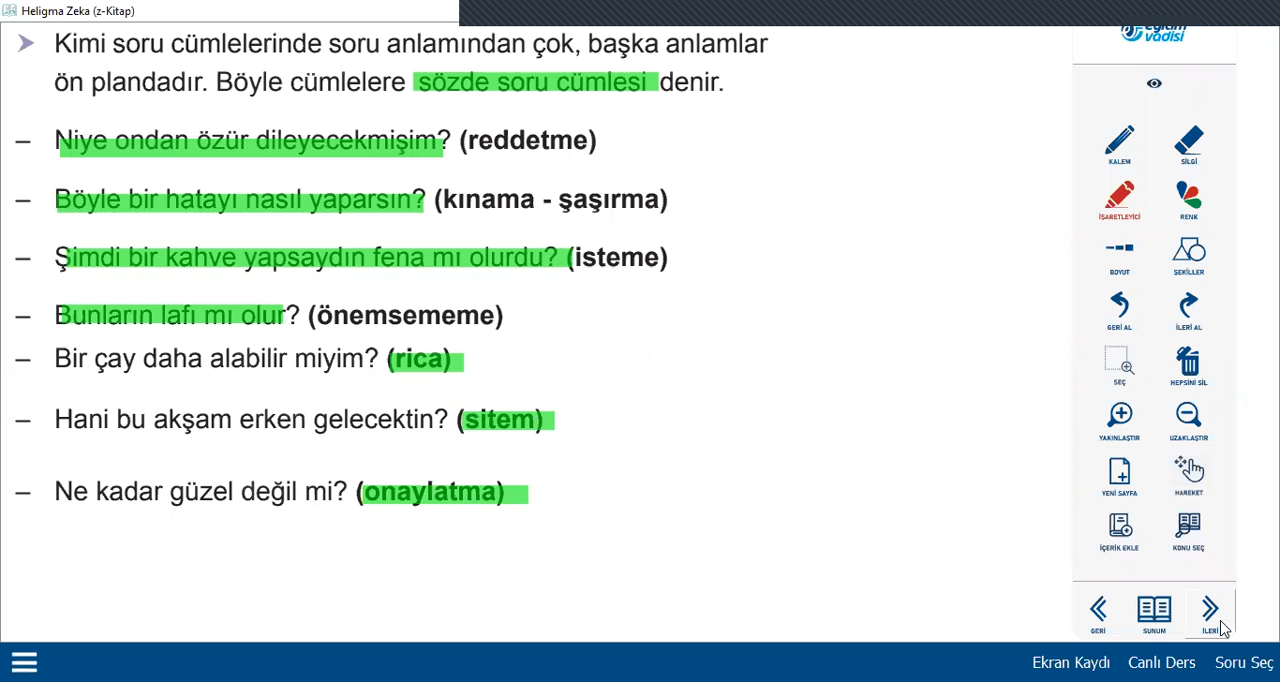 Heligma Zeka (z-Kitap)
Kimi soru cümlelerinde soru anlamından çok, başka anlamlar
ön plandadır. Böyle cümlelere sözde soru cümlesi denir.
– Niye ondan özür dileyecekmişim? (reddetme)
– Böyle bir hatayı nasıl yaparsın? (kınama - şaşırma)
– Şimdi bir kahve yapsaydın fena mı olurdu? (isteme)
– Bunların lafı mı olur? (önemsememe)
– Bir çay daha alabilir miyim? (rica)
– Hani bu akşam erken gelecektin? (sitem)
– Ne kadar güzel değil mi? (onaylatma)
eğitim
vadisi
KALEM SİLGİ
İŞARETLEYİCİ RENK
BOYUT ŞEKİLLER
GERİ AL İLERİ AL
SEÇ HEPSİNİ SİL
YAKINLAŞTIR UZAKLAŞTIR
YENİ SAYFA HAREKET
İÇERİK EKLE KONU SEÇ
GERİ SUNUM İLERİ
Ekran Kaydı Canlı Ders Soru Seç